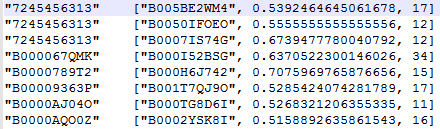 "7245456313" ["B005BE2WM4", 0.5392464645061678, 17]
"7245456313" ["B0050IFOEO", 0.5555555555555556, 12]
"7245456313" ["B0007IS74G", 0.6739477780040792, 12]
"B000067QMK" ["B000I52BSG", 0.6370522300146026, 34]
"B0000789T2" ["B000H6J742", 0.7075969765876656, 15]
"B00009363P" ["B001T7QJ9O", 0.5285424074281789, 17]
"B0000AJO4O" ["B000TG8D6I", 0.5268321206355335, 11]
"B0000AQO0Z" ["B0002YSK8I", 0.5158892635861543, 16]